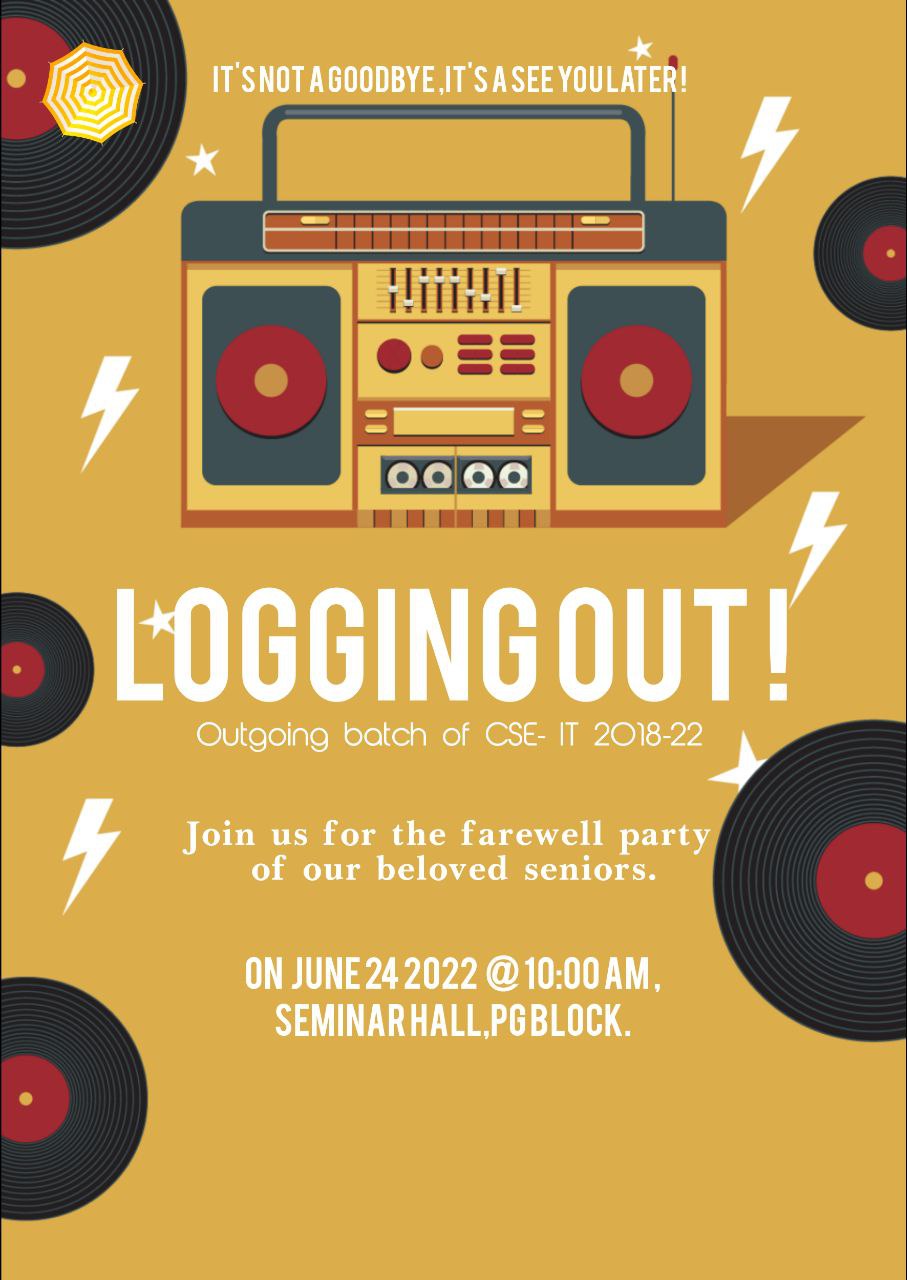 IT'S NOT A GOODBYE ,IT'S A SEE YOU LATER!
LOGGING OUT !
Outgoing batch of CSE- IT 2018-22
Join us for the farewell party
of our beloved seniors.
ON JUNE 24 2022 @ 10:00 AM ,
SEMINAR HALL,PG BLOCK.